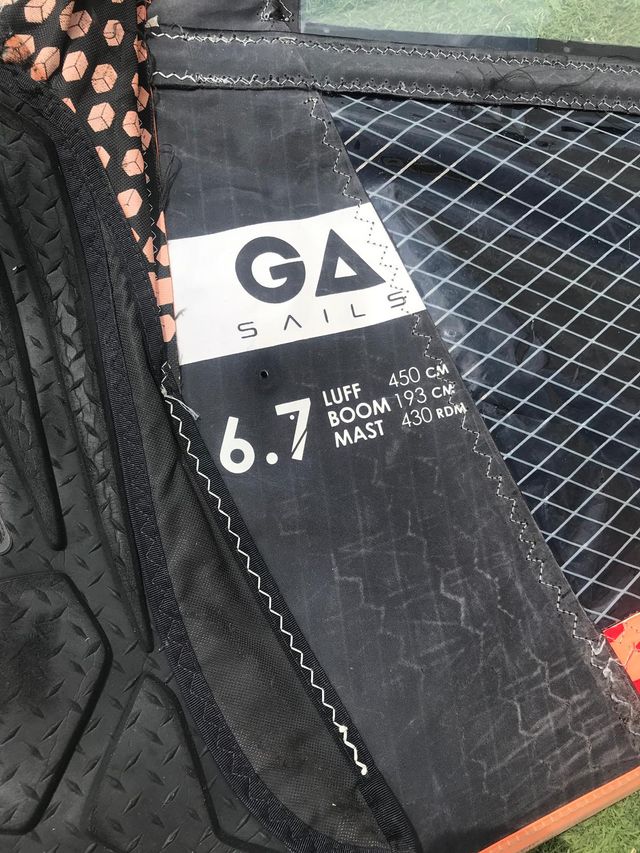 GA
SAILS
6.7
LUFF 450 CM
BOOM 193 CM
MAST 430 RDM